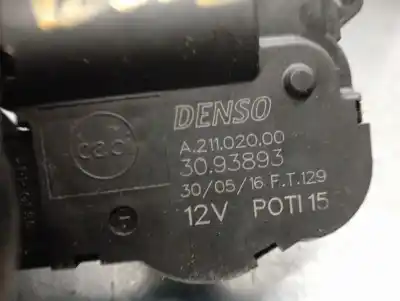 DENSO
A.211.020.00
30.93893
30/05/16 F.T.129
12V POTI 15